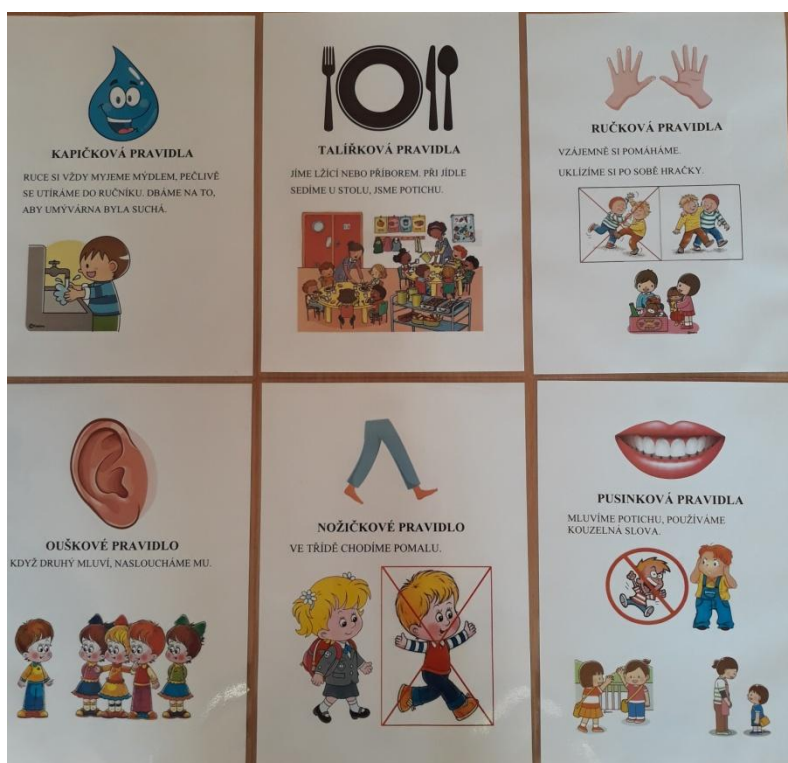 KAPIČKOVÁ PRAVIDLA
RUCE SI VŽDY MYJEME MÝDLEM, PEČLIVĚ
SE UTÍRÁME DO RUČNÍKU. DBÁME NA TO,
ABY UMÝVÁRNA BYLA SUCHÁ.
TALÍŘKOVÁ PRAVIDLA
JÍME LŽÍCÍ NEBO PŘÍBOREM. PŘI JÍDLE
SEDÍME U STOLU, JSME POTICHU.
RUČKOVÁ PRAVIDLA
VZÁJEMNĚ SI POMÁHÁME.
UKLÍZÍME SI PO SOBĚ HRAČKY.
OUŠKOVÉ PRAVIDLO
KDYŽ DRUHÝ MLUVÍ, NASLOUCHÁME MU.
NOŽIČKOVÉ PRAVIDLO
VE TŘÍDĚ CHODÍME POMALU.
PUSINKOVÁ PRAVIDLA
MLUVÍME POTICHU, POUŽÍVÁME
KOUZELNÁ SLOVA.